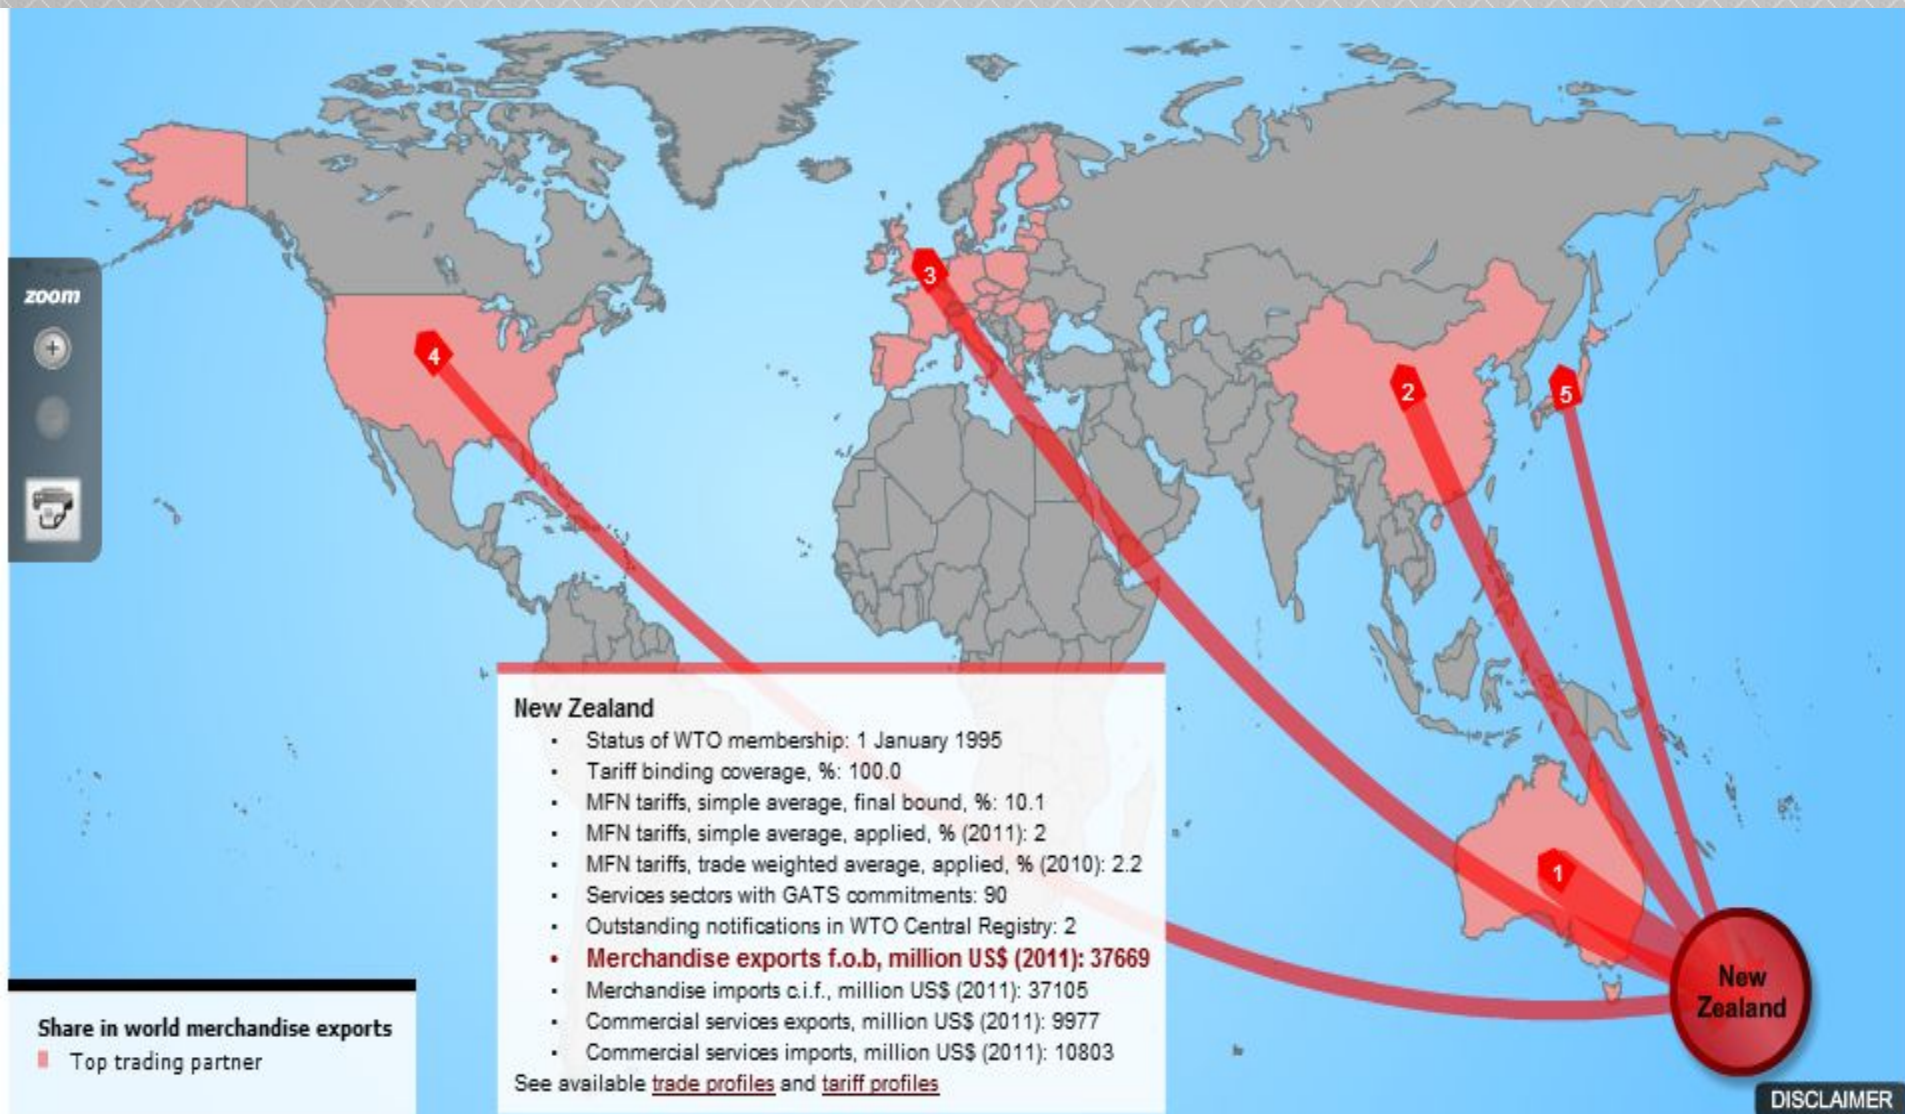 zoom
3
4
2
5
1
New Zealand
· Status of WTO membership: 1 January 1995
· Tariff binding coverage, %: 100.0
· MFN tariffs, simple average, final bound, %: 10.1
· MFN tariffs, simple average, applied, % (2011): 2
· MFN tariffs, trade weighted average, applied, % (2010): 2.2
· Services sectors with GATS commitments: 90
· Outstanding notifications in WTO Central Registry: 2
· Merchandise exports f.o.b, million US$ (2011): 37669
· Merchandise imports c.i.f., million US$ (2011): 37105
· Commercial services exports, million US$ (2011): 9977
· Commercial services imports, million US$ (2011): 10803
See available trade profiles and tariff profiles
New
Zealand
Share in world merchandise exports
Top trading partner
DISCLAIMER